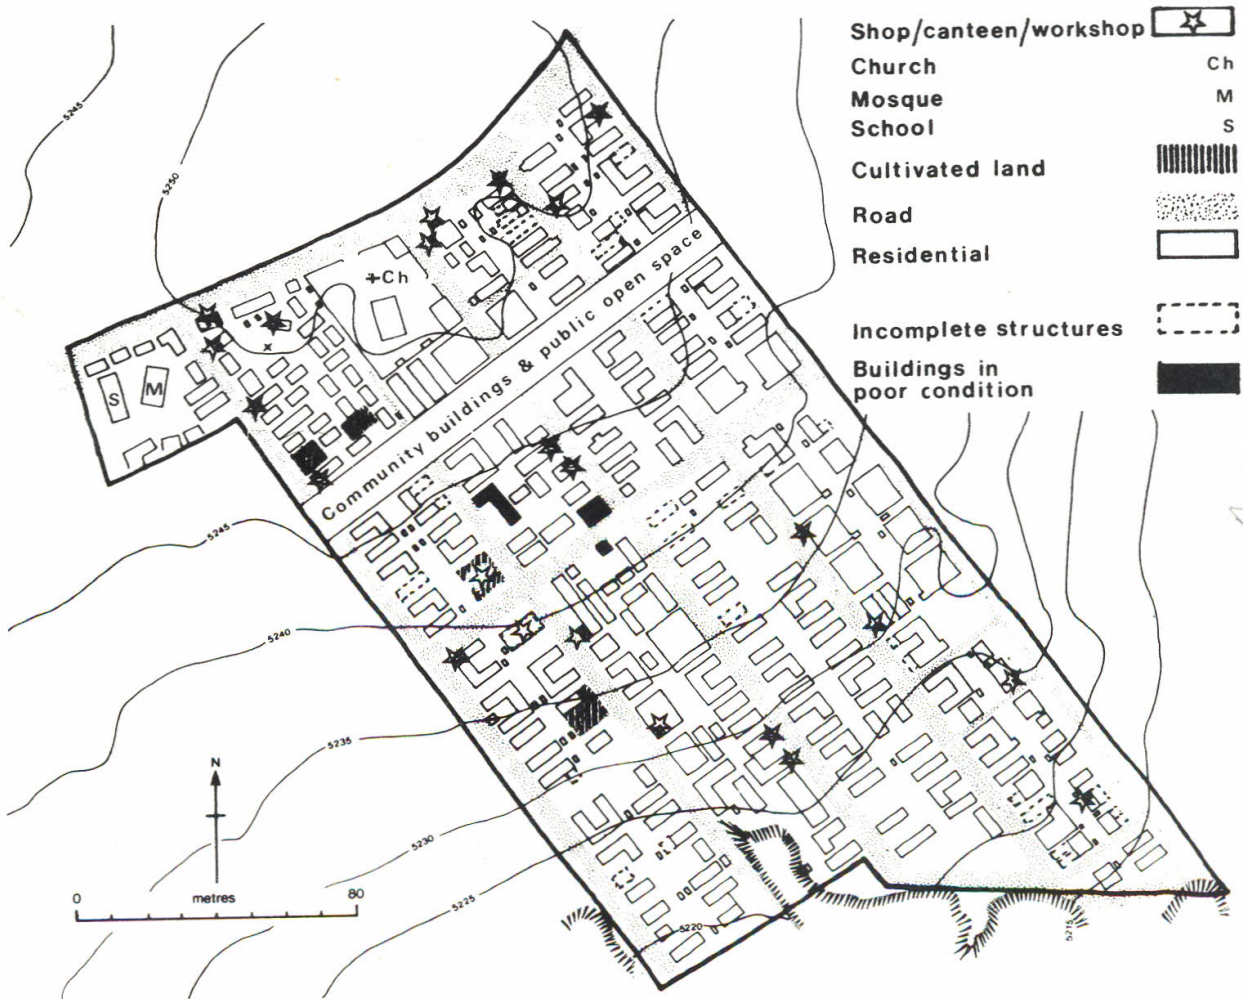 Shop/canteen/workshop
Church Ch
Mosque M
School S
Cultivated land
Road
Residential
Incomplete structures
Buildings in
poor condition
5245
5250
Ch
Community buildings & public open space
S
M
x
5245
5240
5235
5230
5225
5220
5215
N
0 metres 80